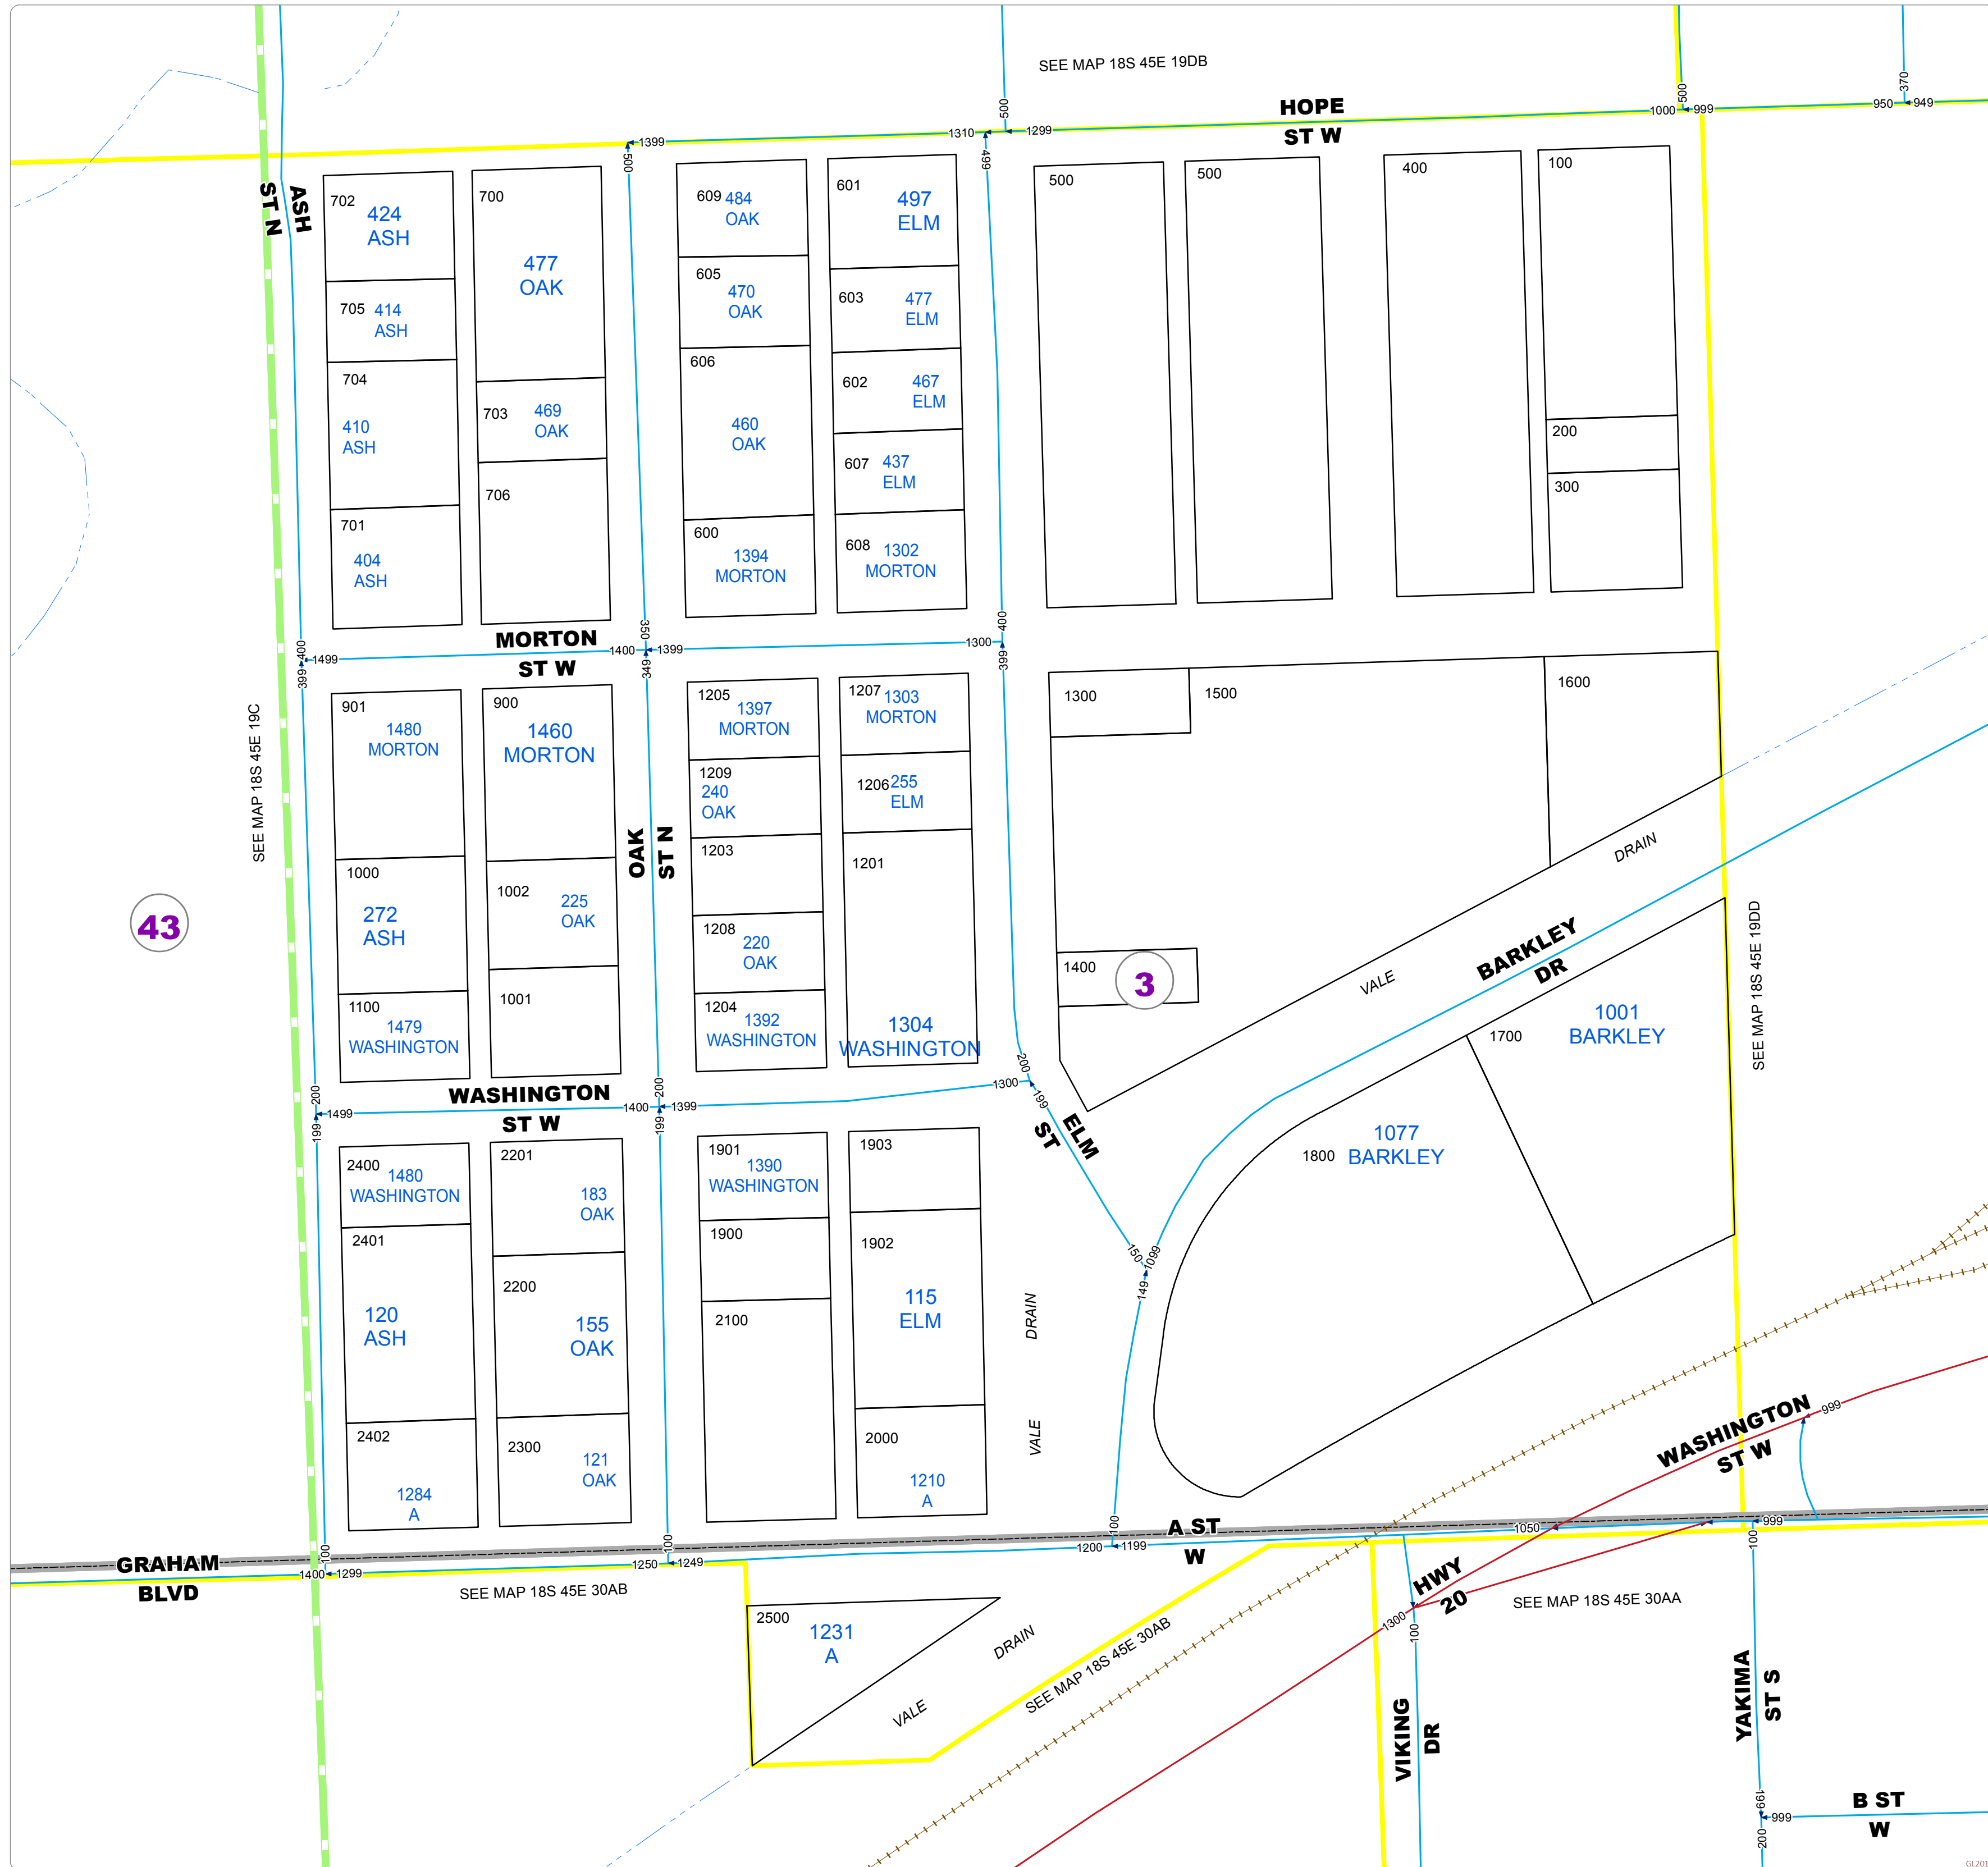 SEE MAP 18S 45E 19DB
HOPE
ST W
500
500
370
1399
1310
1299
1000
999
950
949
500
499
ASH
ST N
702
424
ASH
705
414
ASH
704
410
ASH
701
404
ASH
700
477
OAK
703
469
OAK
706
609
484
OAK
605
470
OAK
606
460
OAK
600
1394
MORTON
601
497
ELM
603
477
ELM
602
467
ELM
607
437
ELM
608
1302
MORTON
500
500
400
100
200
300
400
399
1499
MORTON
ST W
1400
1399
350
349
1300
400
399
SEE MAP 18S 45E 19C
43
901
1480
MORTON
1000
272
ASH
1100
1479
WASHINGTON
900
1460
MORTON
1002
225
OAK
1001
OAK
ST N
1205
1397
MORTON
1209
240
OAK
1203
1208
220
OAK
1204
1392
WASHINGTON
1207
1303
MORTON
1206
255
ELM
1201
1304
WASHINGTON
1300
1500
1600
1400
3
VALE
DRAIN
BARKLEY
DR
SEE MAP 18S 45E 19DD
1700
1001
BARKLEY
1800
1077
BARKLEY
200
199
1499
WASHINGTON
ST W
1400
1399
200
199
1300
200
199
ELM
ST
150
1099
149
2400
1480
WASHINGTON
2401
120
ASH
2402
1284
A
2201
183
OAK
2200
155
OAK
2300
121
OAK
1901
1390
WASHINGTON
1900
2100
1903
1902
115
ELM
2000
1210
A
DRAIN
VALE
WASHINGTON
ST W
999
GRAHAM
BLVD
100
1400
1299
100
1250
1249
100
1200
1199
A ST
W
1050
999
100
SEE MAP 18S 45E 30AB
2500
1231
A
DRAIN
VALE
SEE MAP 18S 45E 30AB
HWY
20
1300
100
SEE MAP 18S 45E 30AA
VIKING
DR
YAKIMA
ST S
199
999
200
B ST
W
GL201